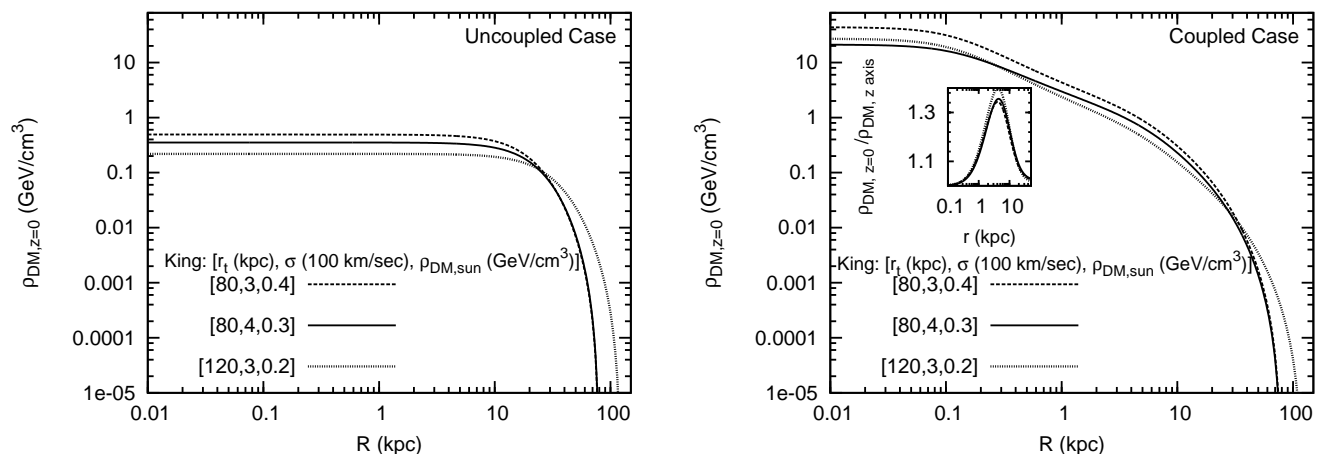 Uncoupled Case
ρDM,z=0 (GeV/cm³)
10
1
0.1
0.01
0.001
0.0001
1e-05
King: [rt (kpc), σ (100 km/sec), ρDM,sun (GeV/cm³)]
[80,3,0.4]
[80,4,0.3]
[120,3,0.2]
0.01 0.1 1 10 100
R (kpc)
Coupled Case
ρDM,z=0 (GeV/cm³)
10
1
0.1
0.01
0.001
0.0001
1e-05
ρDM, z=0 /ρDM, z axis
1.3
1.1
0.1 1 10
r (kpc)
King: [rt (kpc), σ (100 km/sec), ρDM,sun (GeV/cm³)]
[80,3,0.4]
[80,4,0.3]
[120,3,0.2]
0.01 0.1 1 10 100
R (kpc)